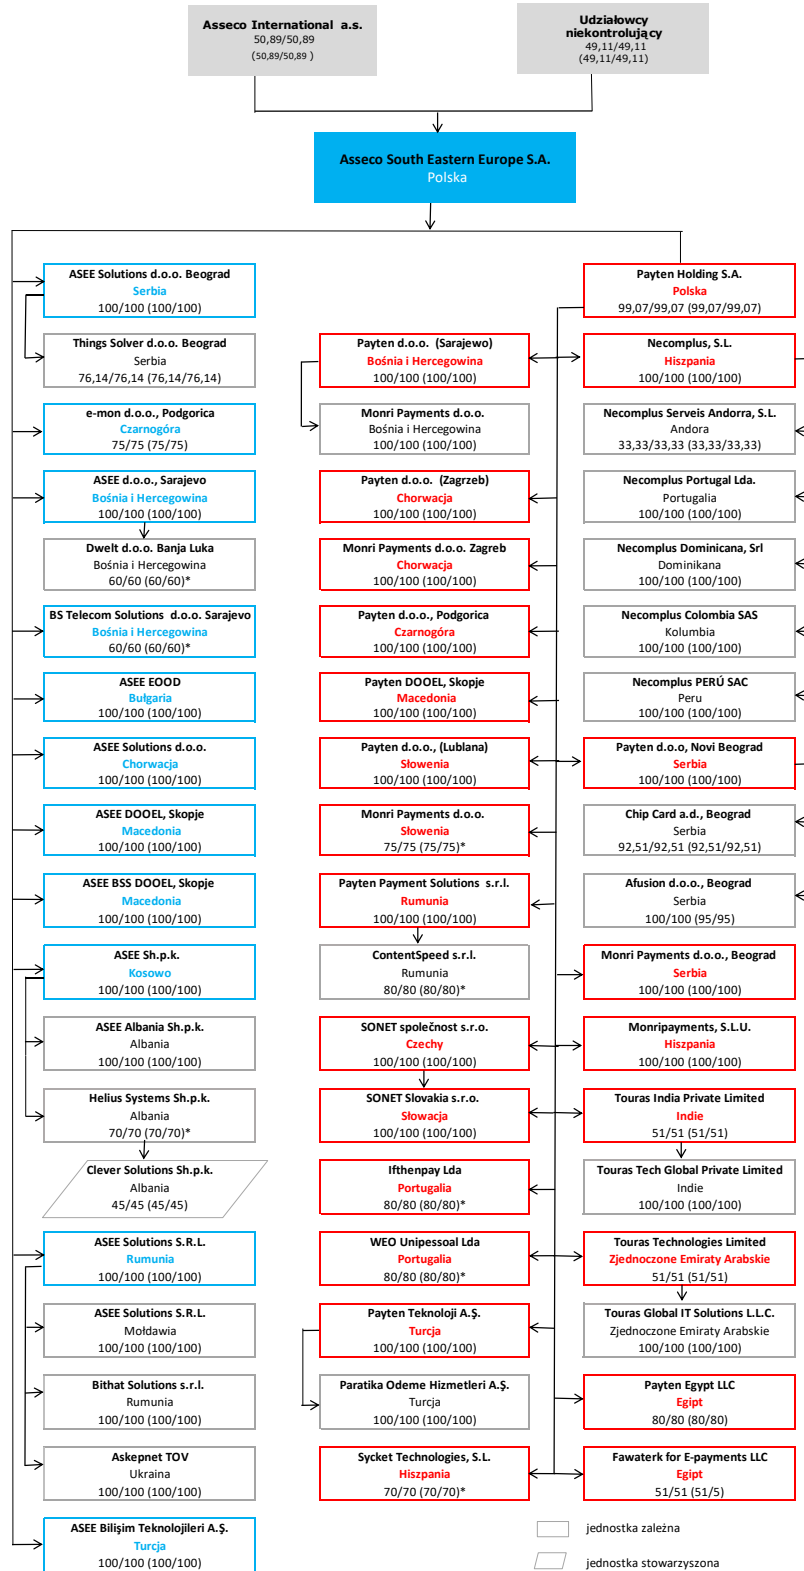 Asseco International a.s.
50,89/50,89
(50,89/50,89 )
Udziałowcy
niekontrolujący
49,11/49,11
(49,11/49,11)
Asseco South Eastern Europe S.A.
Polska
ASEE Solutions d.o.o. Beograd
Serbia
100/100 (100/100)
Things Solver d.o.o. Beograd
Serbia
76,14/76,14 (76,14/76,14)
e-mon d.o.o., Podgorica
Czarnogóra
75/75 (75/75)
ASEE d.o.o., Sarajevo
Bośnia i Hercegowina
100/100 (100/100)
Dwelt d.o.o. Banja Luka
Bośnia i Hercegowina
60/60 (60/60)*
BS Telecom Solutions d.o.o. Sarajevo
Bośnia i Hercegowina
60/60 (60/60)*
ASEE EOOD
Bułgaria
100/100 (100/100)
ASEE Solutions d.o.o.
Chorwacja
100/100 (100/100)
ASEE DOOEL, Skopje
Macedonia
100/100 (100/100)
ASEE BSS DOOEL, Skopje
Macedonia
100/100 (100/100)
ASEE Sh.p.k.
Kosowo
100/100 (100/100)
ASEE Albania Sh.p.k.
Albania
100/100 (100/100)
Helius Systems Sh.p.k.
Albania
70/70 (70/70)*
Clever Solutions Sh.p.k.
Albania
45/45 (45/45)
ASEE Solutions S.R.L.
Rumunia
100/100 (100/100)
ASEE Solutions S.R.L.
Mołdawia
100/100 (100/100)
Bithat Solutions s.r.l.
Rumunia
100/100 (100/100)
Askepnet TOV
Ukraina
100/100 (100/100)
ASEE Bilişim Teknolojileri A.Ş.
Turcja
100/100 (100/100)
Payten d.o.o. (Sarajewo)
Bośnia i Hercegowina
100/100 (100/100)
Monri Payments d.o.o.
Bośnia i Hercegowina
100/100 (100/100)
Payten d.o.o. (Zagrzeb)
Chorwacja
100/100 (100/100)
Monri Payments d.o.o. Zagreb
Chorwacja
100/100 (100/100)
Payten d.o.o., Podgorica
Czarnogóra
100/100 (100/100)
Payten DOOEL, Skopje
Macedonia
100/100 (100/100)
Payten d.o.o., (Lublana)
Słowenia
100/100 (100/100)
Monri Payments d.o.o.
Słowenia
75/75 (75/75)*
Payten Payment Solutions s.r.l.
Rumunia
100/100 (100/100)
ContentSpeed s.r.l.
Rumunia
80/80 (80/80)*
SONET společnost s.r.o.
Czechy
100/100 (100/100)
SONET Slovakia s.r.o.
Słowacja
100/100 (100/100)
Ifthenpay Lda
Portugalia
80/80 (80/80)*
WEO Unipessoal Lda
Portugalia
80/80 (80/80)*
Payten Teknoloji A.Ş.
Turcja
100/100 (100/100)
Paratika Odeme Hizmetleri A.Ş.
Turcja
100/100 (100/100)
Sycket Technologies, S.L.
Hiszpania
70/70 (70/70)*
Payten Holding S.A.
Polska
99,07/99,07 (99,07/99,07)
Necomplus, S.L.
Hiszpania
100/100 (100/100)
Necomplus Serveis Andorra, S.L.
Andora
33,33/33,33 (33,33/33,33)
Necomplus Portugal Lda.
Portugalia
100/100 (100/100)
Necomplus Dominicana, Srl
Dominikana
100/100 (100/100)
Necomplus Colombia SAS
Kolumbia
100/100 (100/100)
Necomplus PERÚ SAC
Peru
100/100 (100/100)
Payten d.o.o, Novi Beograd
Serbia
100/100 (100/100)
Chip Card a.d., Beograd
Serbia
92,51/92,51 (92,51/92,51)
Afusion d.o.o., Beograd
Serbia
100/100 (95/95)
Monri Payments d.o.o., Beograd
Serbia
100/100 (100/100)
Monripayments, S.L.U.
Hiszpania
100/100 (100/100)
Touras India Private Limited
Indie
51/51 (51/51)
Touras Tech Global Private Limited
Indie
100/100 (100/100)
Touras Technologies Limited
Zjednoczone Emiraty Arabskie
51/51 (51/51)
Touras Global IT Solutions L.L.C.
Zjednoczone Emiraty Arabskie
100/100 (100/100)
Payten Egypt LLC
Egipt
80/80 (80/80)
Fawaterk for E-payments LLC
Egipt
51/51 (51/5)
jednostka zależna
jednostka stowarzyszona